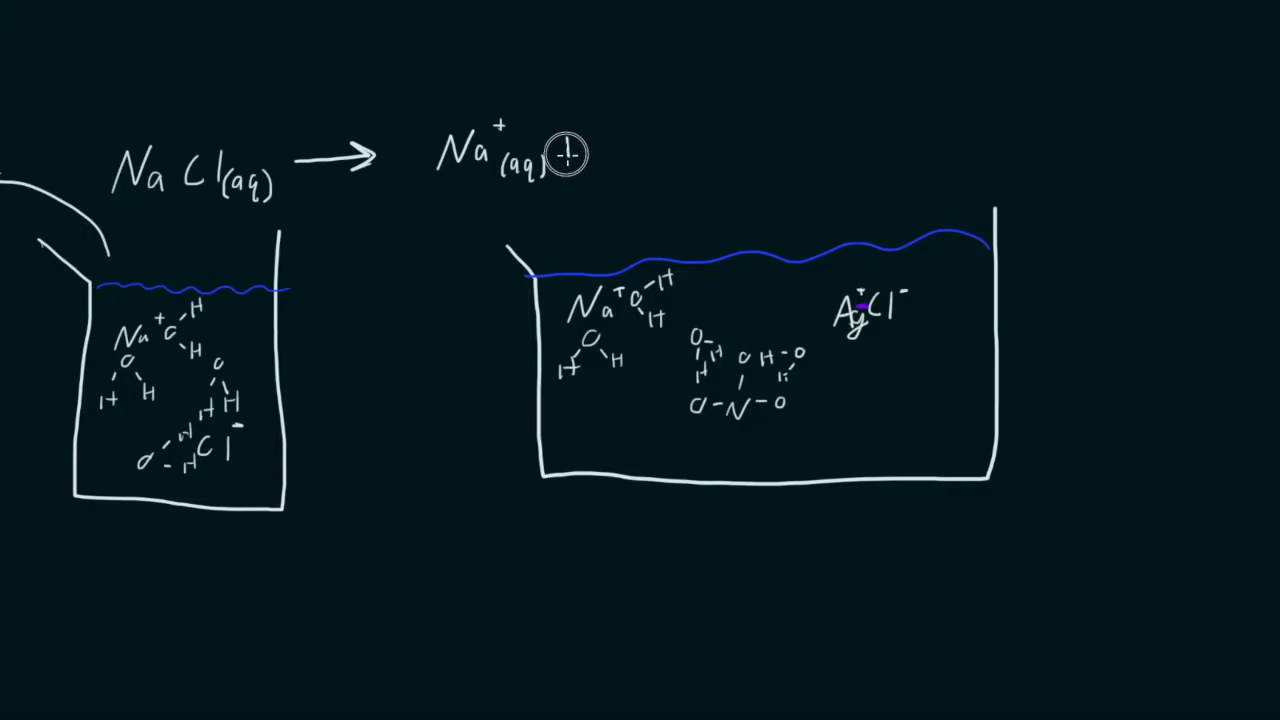 NaCl(aq) → Na⁺(aq) +
Na⁺ O H
H
O
H H
O
H H
H
O H Cl⁻
Na⁺ O H
H
O
H H
O H
H
O H O
H
O N O
Ag⁺ Cl⁻